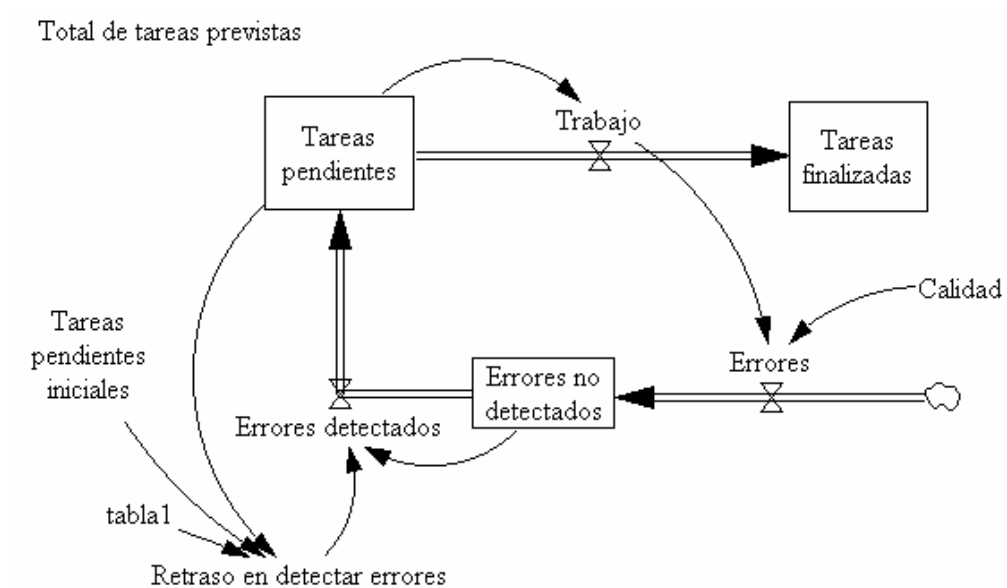 Total de tareas previstas
Tareas
pendientes
Trabajo
Tareas
finalizadas
Calidad
Tareas
pendientes
iniciales
Errores
Errores no
detectados
Errores detectados
tabla1
Retraso en detectar errores